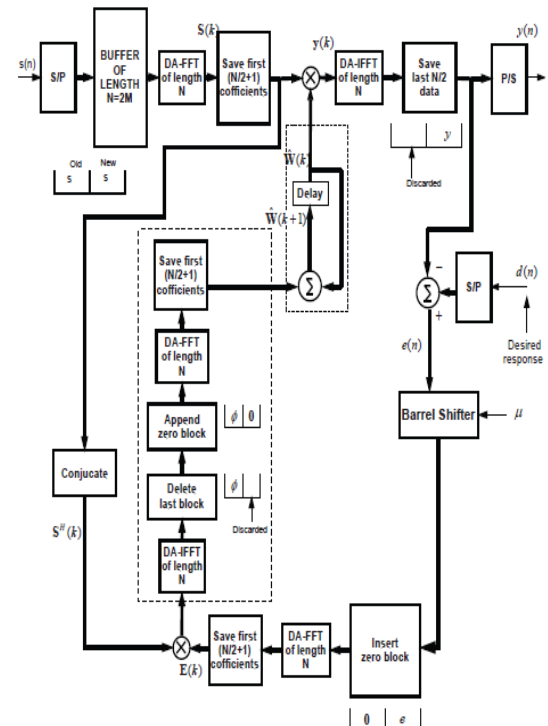 s(n)
S/P
BUFFER
OF
LENGTH
N=2M
DA-FFT
of length
N
S(k)
Save first
(N/2+1)
cofficients
y(k)
DA-IFFT
of length
N
Save
last N/2
data
y(n)
P/S
Old
s
New
s
y
Discarded
Ŵ(k)
Delay
Ŵ(k+1)
Σ
Save first
(N/2+1)
cofficients
DA-FFT
of length
N
Append
zero block
ϕ 0
Delete
last block
ϕ
Discarded
DA-IFFT
of length
N
−
Σ
+
S/P
d(n)
Desired
response
e(n)
Barrel Shifter
μ
Conjucate
S^H(k)
E(k)
Save first
(N/2+1)
cofficients
DA-FFT
of length
N
Insert
zero block
0 e